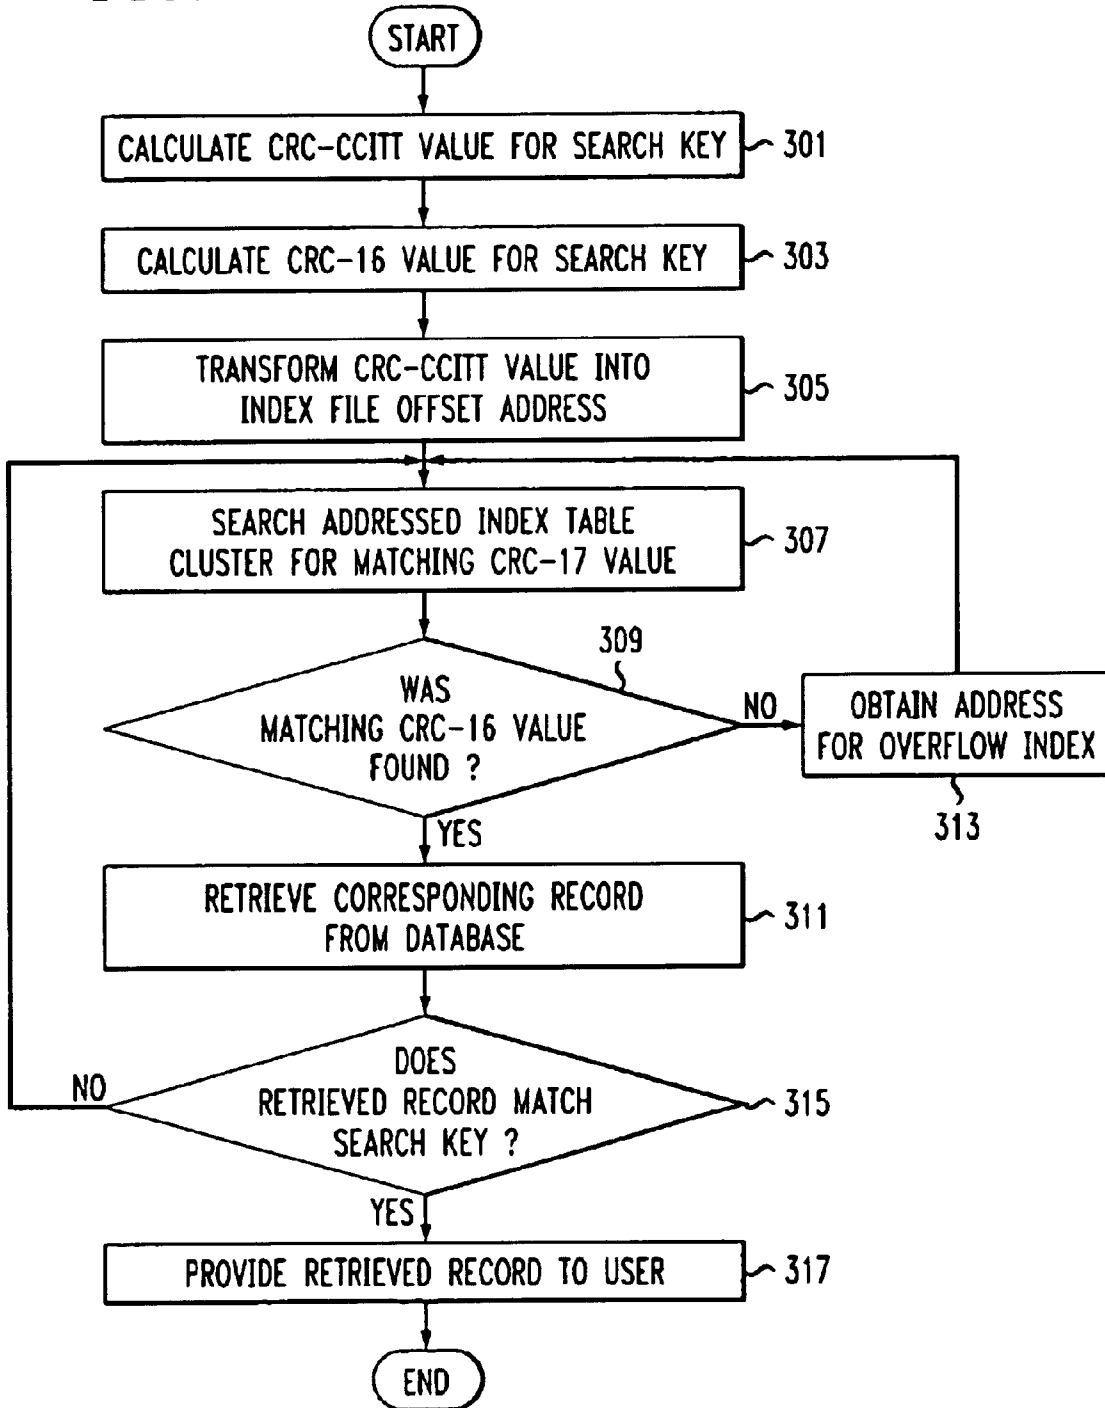 START
CALCULATE CRC-CCITT VALUE FOR SEARCH KEY
301
CALCULATE CRC-16 VALUE FOR SEARCH KEY
303
TRANSFORM CRC-CCITT VALUE INTO
INDEX FILE OFFSET ADDRESS
305
SEARCH ADDRESSED INDEX TABLE
CLUSTER FOR MATCHING CRC-17 VALUE
307
309
WAS
MATCHING CRC-16 VALUE
FOUND ?
NO
OBTAIN ADDRESS
FOR OVERFLOW INDEX
313
YES
RETRIEVE CORRESPONDING RECORD
FROM DATABASE
311
DOES
RETRIEVED RECORD MATCH
SEARCH KEY ?
NO
315
YES
PROVIDE RETRIEVED RECORD TO USER
317
END